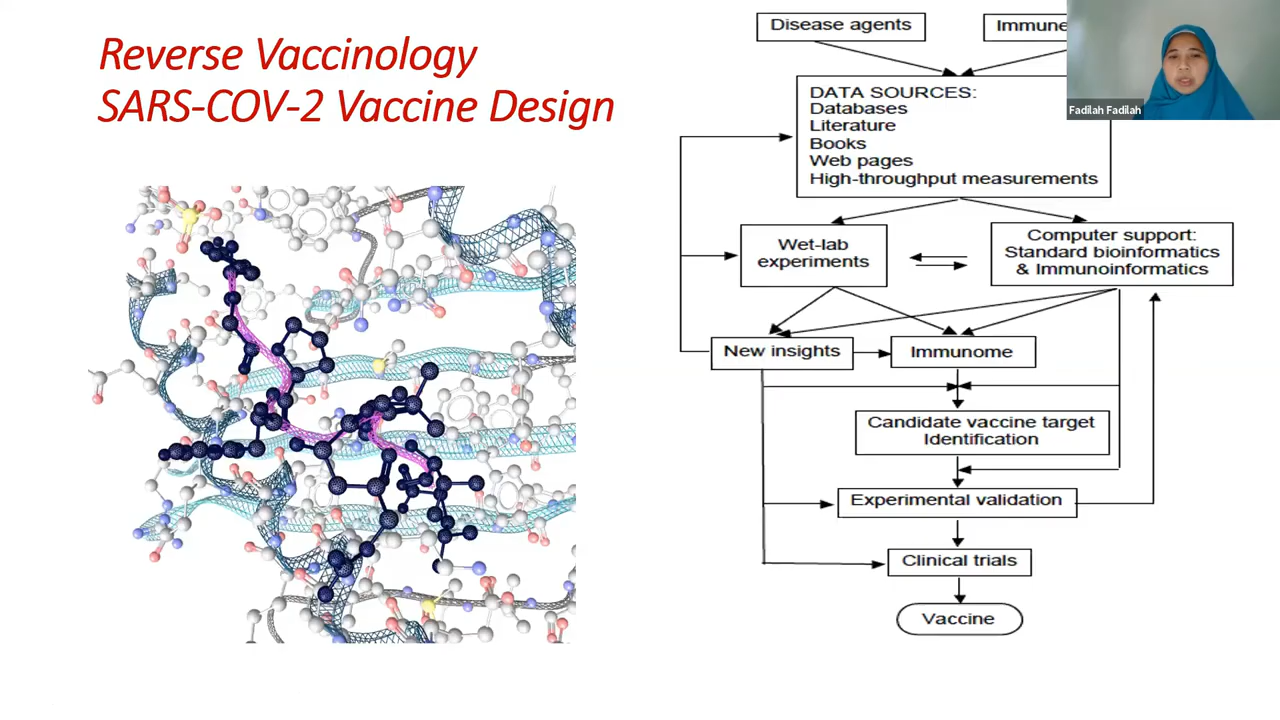 Reverse Vaccinology
SARS-COV-2 Vaccine Design
Disease agents
Immune
Fadilah Fadilah
DATA SOURCES:
Databases
Literature
Books
Web pages
High-throughput measurements
Wet-lab
experiments
Computer support:
Standard bioinformatics
& Immunoinformatics
New insights
Immunome
Candidate vaccine target
Identification
Experimental validation
Clinical trials
Vaccine